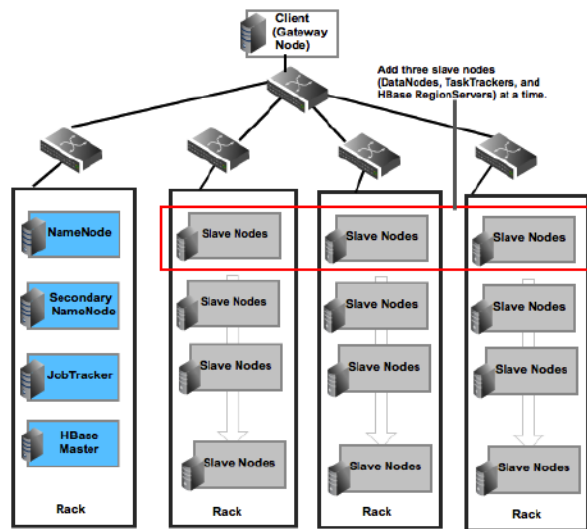 Client
(Gateway
Node)
Add three slave nodes
(DataNodes, TaskTrackers, and
HBase RegionServers) at a time.
NameNode
Secondary
NameNode
JobTracker
HBase
Master
Rack
Slave Nodes
Slave Nodes
Slave Nodes
Slave Nodes
Rack
Slave Nodes
Slave Nodes
Slave Nodes
Slave Nodes
Rack
Slave Nodes
Slave Nodes
Slave Nodes
Slave Nodes
Rack